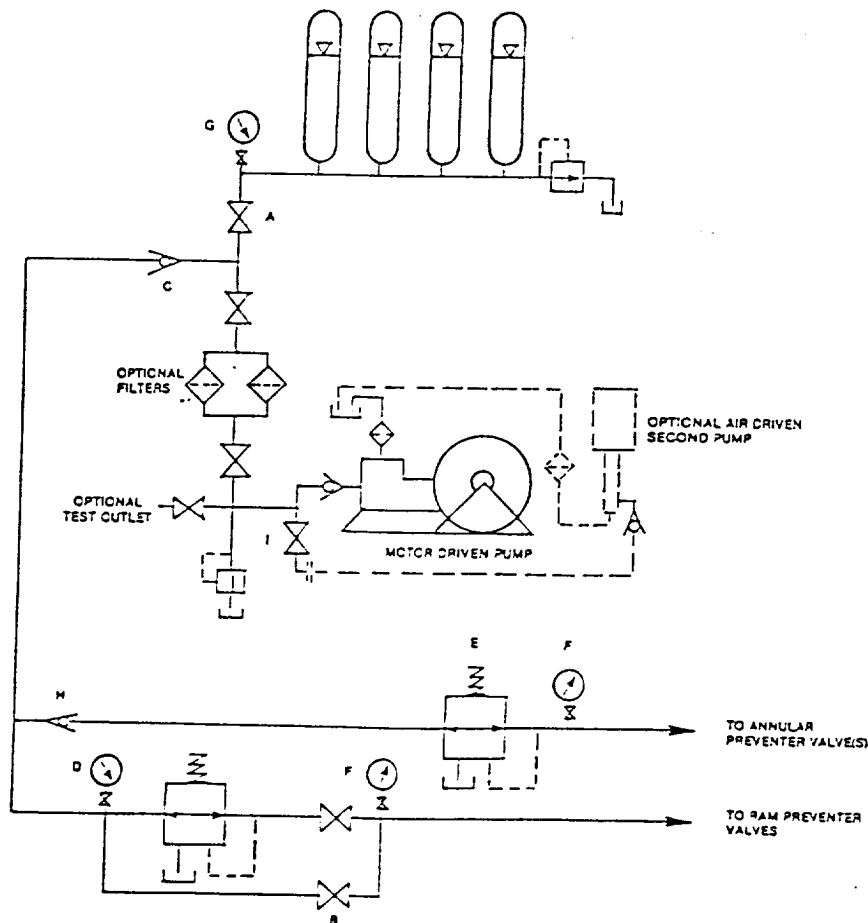 G
A
C
OPTIONAL
FILTERS
OPTIONAL AIR DRIVEN
SECOND PUMP
OPTIONAL
TEST OUTLET
I
MOTOR DRIVEN PUMP
E
F
H
TO ANNULAR
PREVENTER VALVE(S)
D
F
TO RAM PREVENTER
VALVES
B